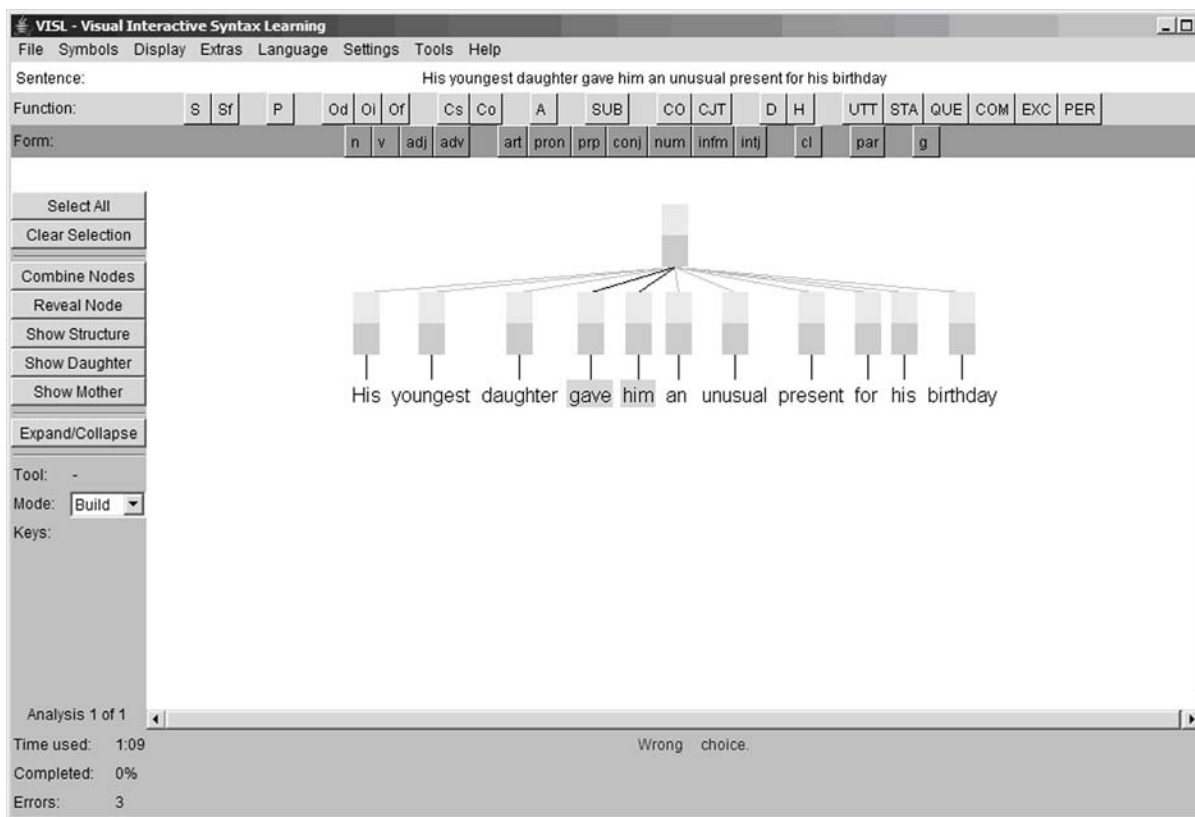 VISL - Visual Interactive Syntax Learning
File Symbols Display Extras Language Settings Tools Help
Sentence: His youngest daughter gave him an unusual present for his birthday
Function: S Sf P Od Oi Of Cs Co A SUB CO CJT D H UTT STA QUE COM EXC PER
Form: n v adj adv art pron prp conj num infm intj cl par g
Select All
Clear Selection
Combine Nodes
Reveal Node
Show Structure
Show Daughter
Show Mother
His youngest daughter gave him an unusual present for his birthday
Expand/Collapse
Tool: -
Mode: Build
Keys:
Analysis 1 of 1
Time used: 1:09 Wrong choice.
Completed: 0%
Errors: 3